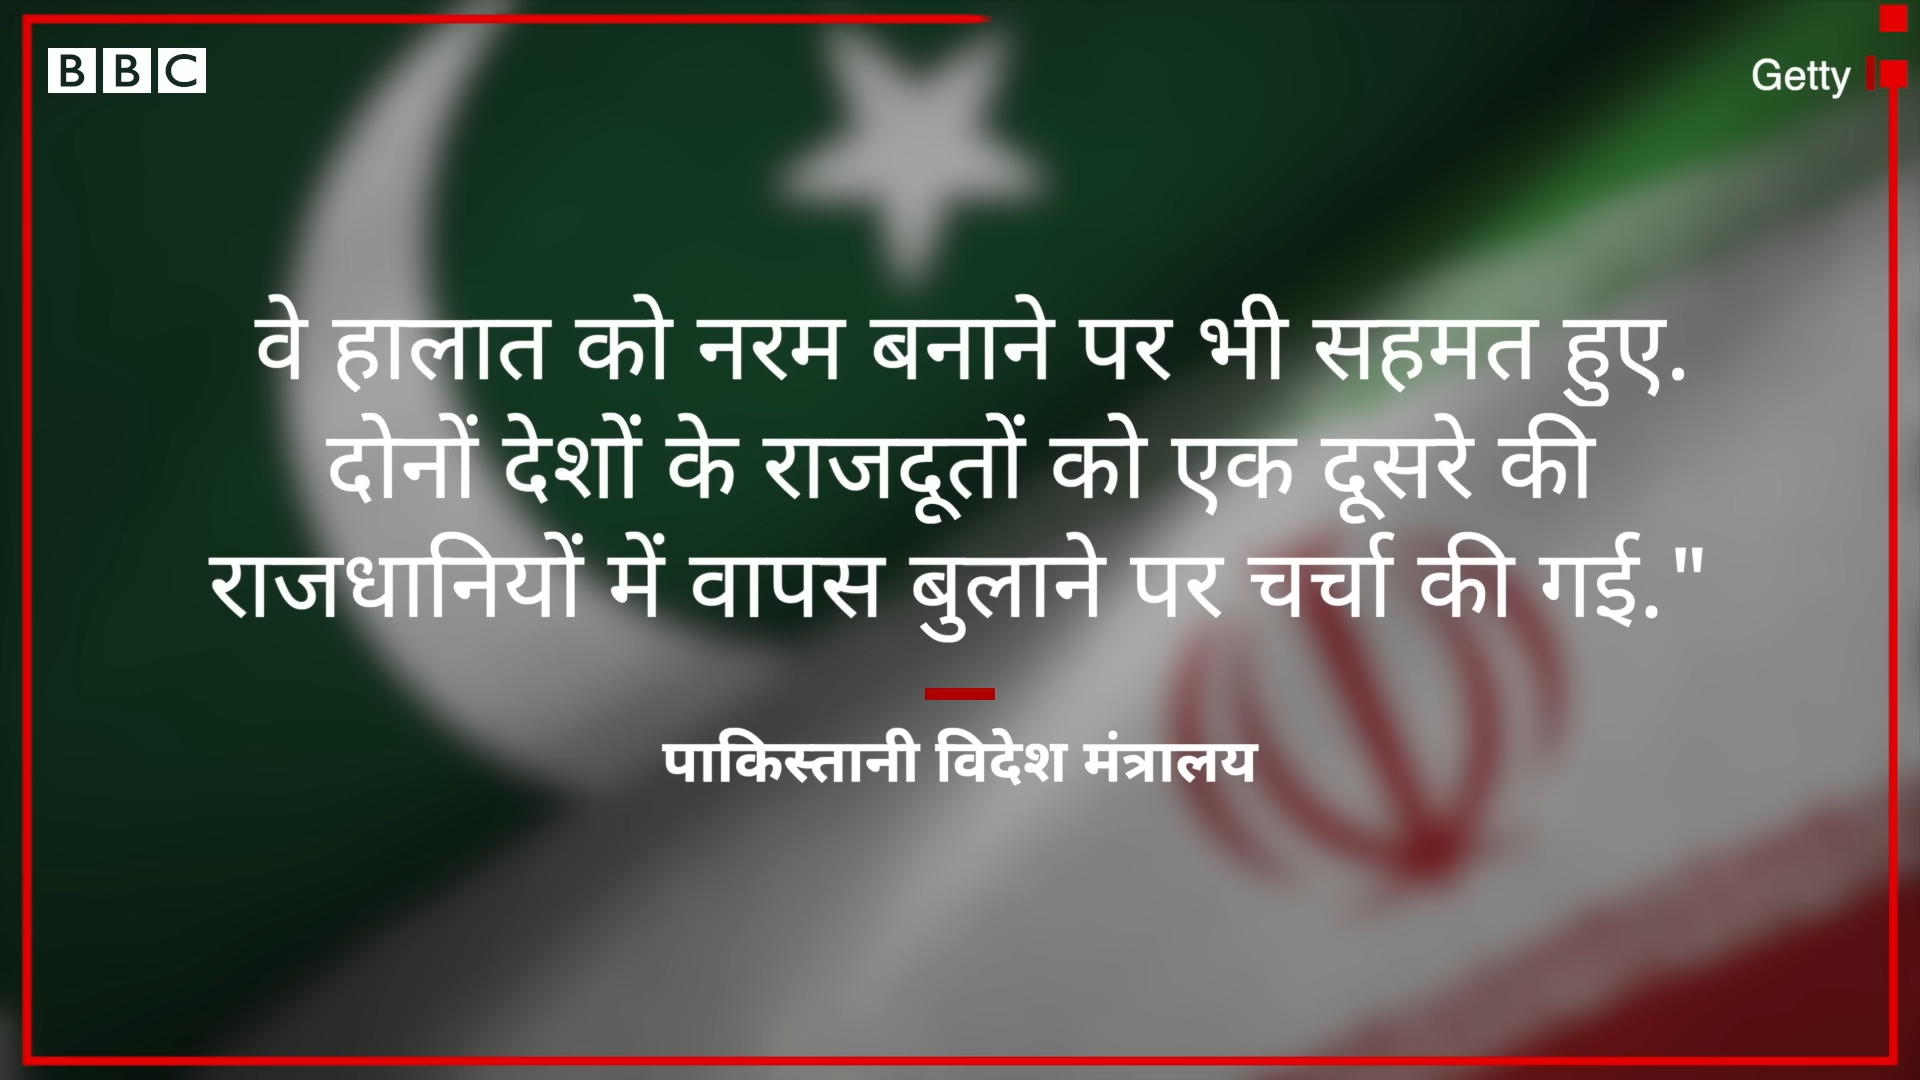 BBC
Getty
वे हालात को नरम बनाने पर भी सहमत हुए.
दोनों देशों के राजदूतों को एक दूसरे की
राजधानियों में वापस बुलाने पर चर्चा की गई."
पाकिस्तानी विदेश मंत्रालय